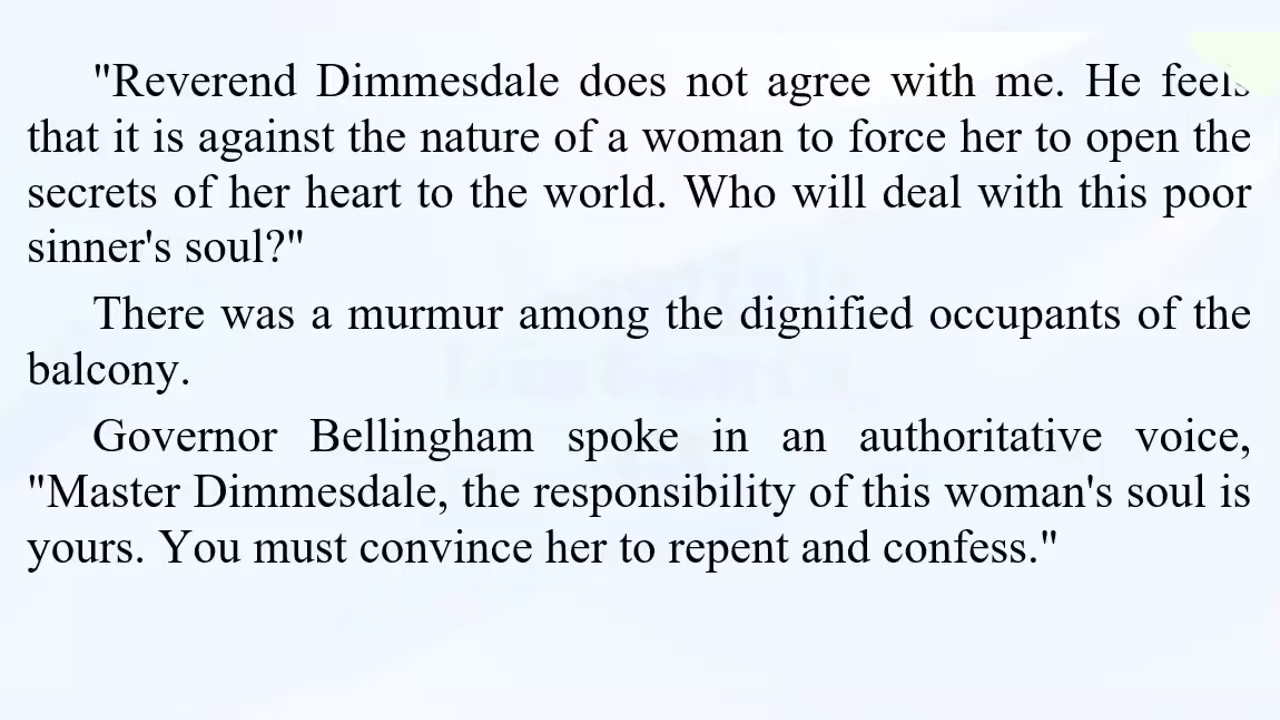 "Reverend Dimmesdale does not agree with me. He feels
that it is against the nature of a woman to force her to open the
secrets of her heart to the world. Who will deal with this poor
sinner's soul?"
There was a murmur among the dignified occupants of the
balcony.
Governor Bellingham spoke in an authoritative voice,
"Master Dimmesdale, the responsibility of this woman's soul is
yours. You must convince her to repent and confess."